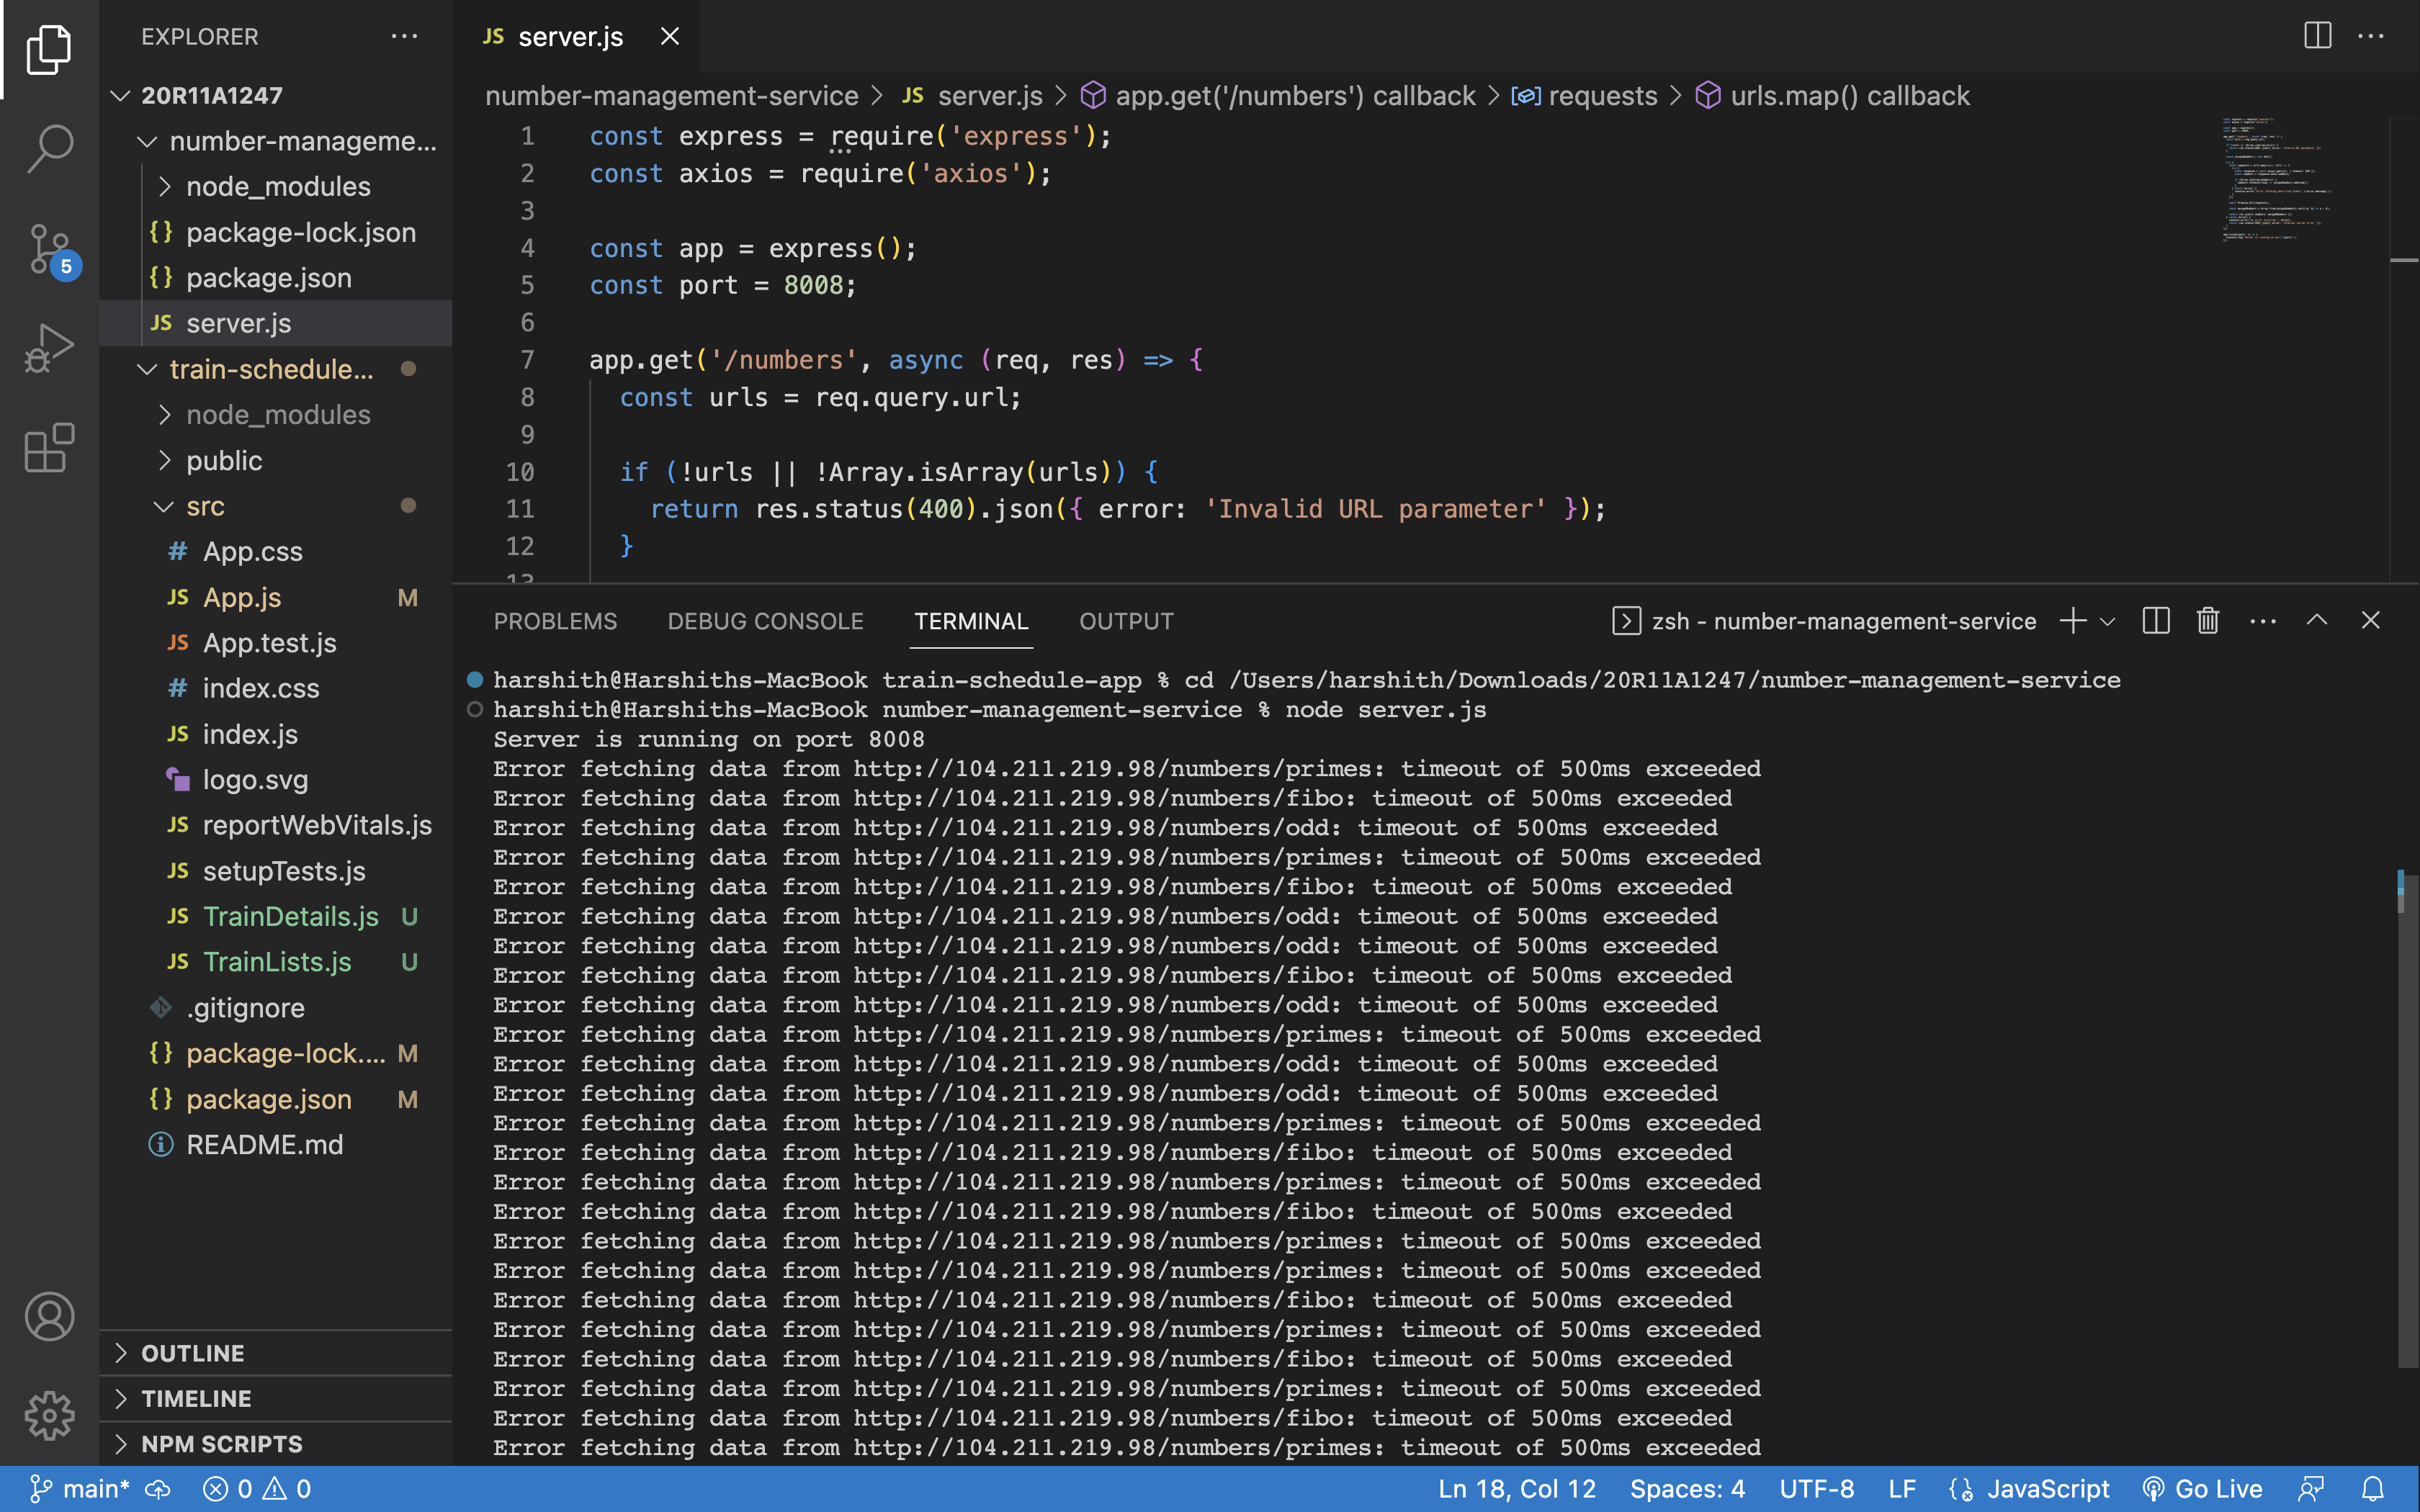 EXPLORER
20R11A1247
number-manageme...
node_modules
package-lock.json
package.json
server.js
train-schedule...
node_modules
public
src
App.css
App.js M
App.test.js
index.css
index.js
logo.svg
reportWebVitals.js
setupTests.js
TrainDetails.js U
TrainLists.js U
.gitignore
package-lock.... M
package.json M
README.md
OUTLINE
TIMELINE
NPM SCRIPTS
5
JS server.js
number-management-service > JS server.js > app.get('/numbers') callback > requests > urls.map() callback
1 const express = require('express');
2 const axios = require('axios');
3
4 const app = express();
5 const port = 8008;
6
7 app.get('/numbers', async (req, res) => {
8 const urls = req.query.url;
9
10 if (!urls || !Array.isArray(urls)) {
11 return res.status(400).json({ error: 'Invalid URL parameter' });
12 }
13
PROBLEMS DEBUG CONSOLE TERMINAL OUTPUT zsh - number-management-service
harshith@Harshiths-MacBook train-schedule-app % cd /Users/harshith/Downloads/20R11A1247/number-management-service
harshith@Harshiths-MacBook number-management-service % node server.js
Server is running on port 8008
Error fetching data from http://104.211.219.98/numbers/primes: timeout of 500ms exceeded
Error fetching data from http://104.211.219.98/numbers/fibo: timeout of 500ms exceeded
Error fetching data from http://104.211.219.98/numbers/odd: timeout of 500ms exceeded
Error fetching data from http://104.211.219.98/numbers/primes: timeout of 500ms exceeded
Error fetching data from http://104.211.219.98/numbers/fibo: timeout of 500ms exceeded
Error fetching data from http://104.211.219.98/numbers/odd: timeout of 500ms exceeded
Error fetching data from http://104.211.219.98/numbers/odd: timeout of 500ms exceeded
Error fetching data from http://104.211.219.98/numbers/fibo: timeout of 500ms exceeded
Error fetching data from http://104.211.219.98/numbers/odd: timeout of 500ms exceeded
Error fetching data from http://104.211.219.98/numbers/primes: timeout of 500ms exceeded
Error fetching data from http://104.211.219.98/numbers/odd: timeout of 500ms exceeded
Error fetching data from http://104.211.219.98/numbers/odd: timeout of 500ms exceeded
Error fetching data from http://104.211.219.98/numbers/primes: timeout of 500ms exceeded
Error fetching data from http://104.211.219.98/numbers/fibo: timeout of 500ms exceeded
Error fetching data from http://104.211.219.98/numbers/primes: timeout of 500ms exceeded
Error fetching data from http://104.211.219.98/numbers/fibo: timeout of 500ms exceeded
Error fetching data from http://104.211.219.98/numbers/primes: timeout of 500ms exceeded
Error fetching data from http://104.211.219.98/numbers/primes: timeout of 500ms exceeded
Error fetching data from http://104.211.219.98/numbers/fibo: timeout of 500ms exceeded
Error fetching data from http://104.211.219.98/numbers/primes: timeout of 500ms exceeded
Error fetching data from http://104.211.219.98/numbers/fibo: timeout of 500ms exceeded
Error fetching data from http://104.211.219.98/numbers/primes: timeout of 500ms exceeded
Error fetching data from http://104.211.219.98/numbers/fibo: timeout of 500ms exceeded
Error fetching data from http://104.211.219.98/numbers/primes: timeout of 500ms exceeded
main* 0 0 Ln 18, Col 12 Spaces: 4 UTF-8 LF JavaScript Go Live